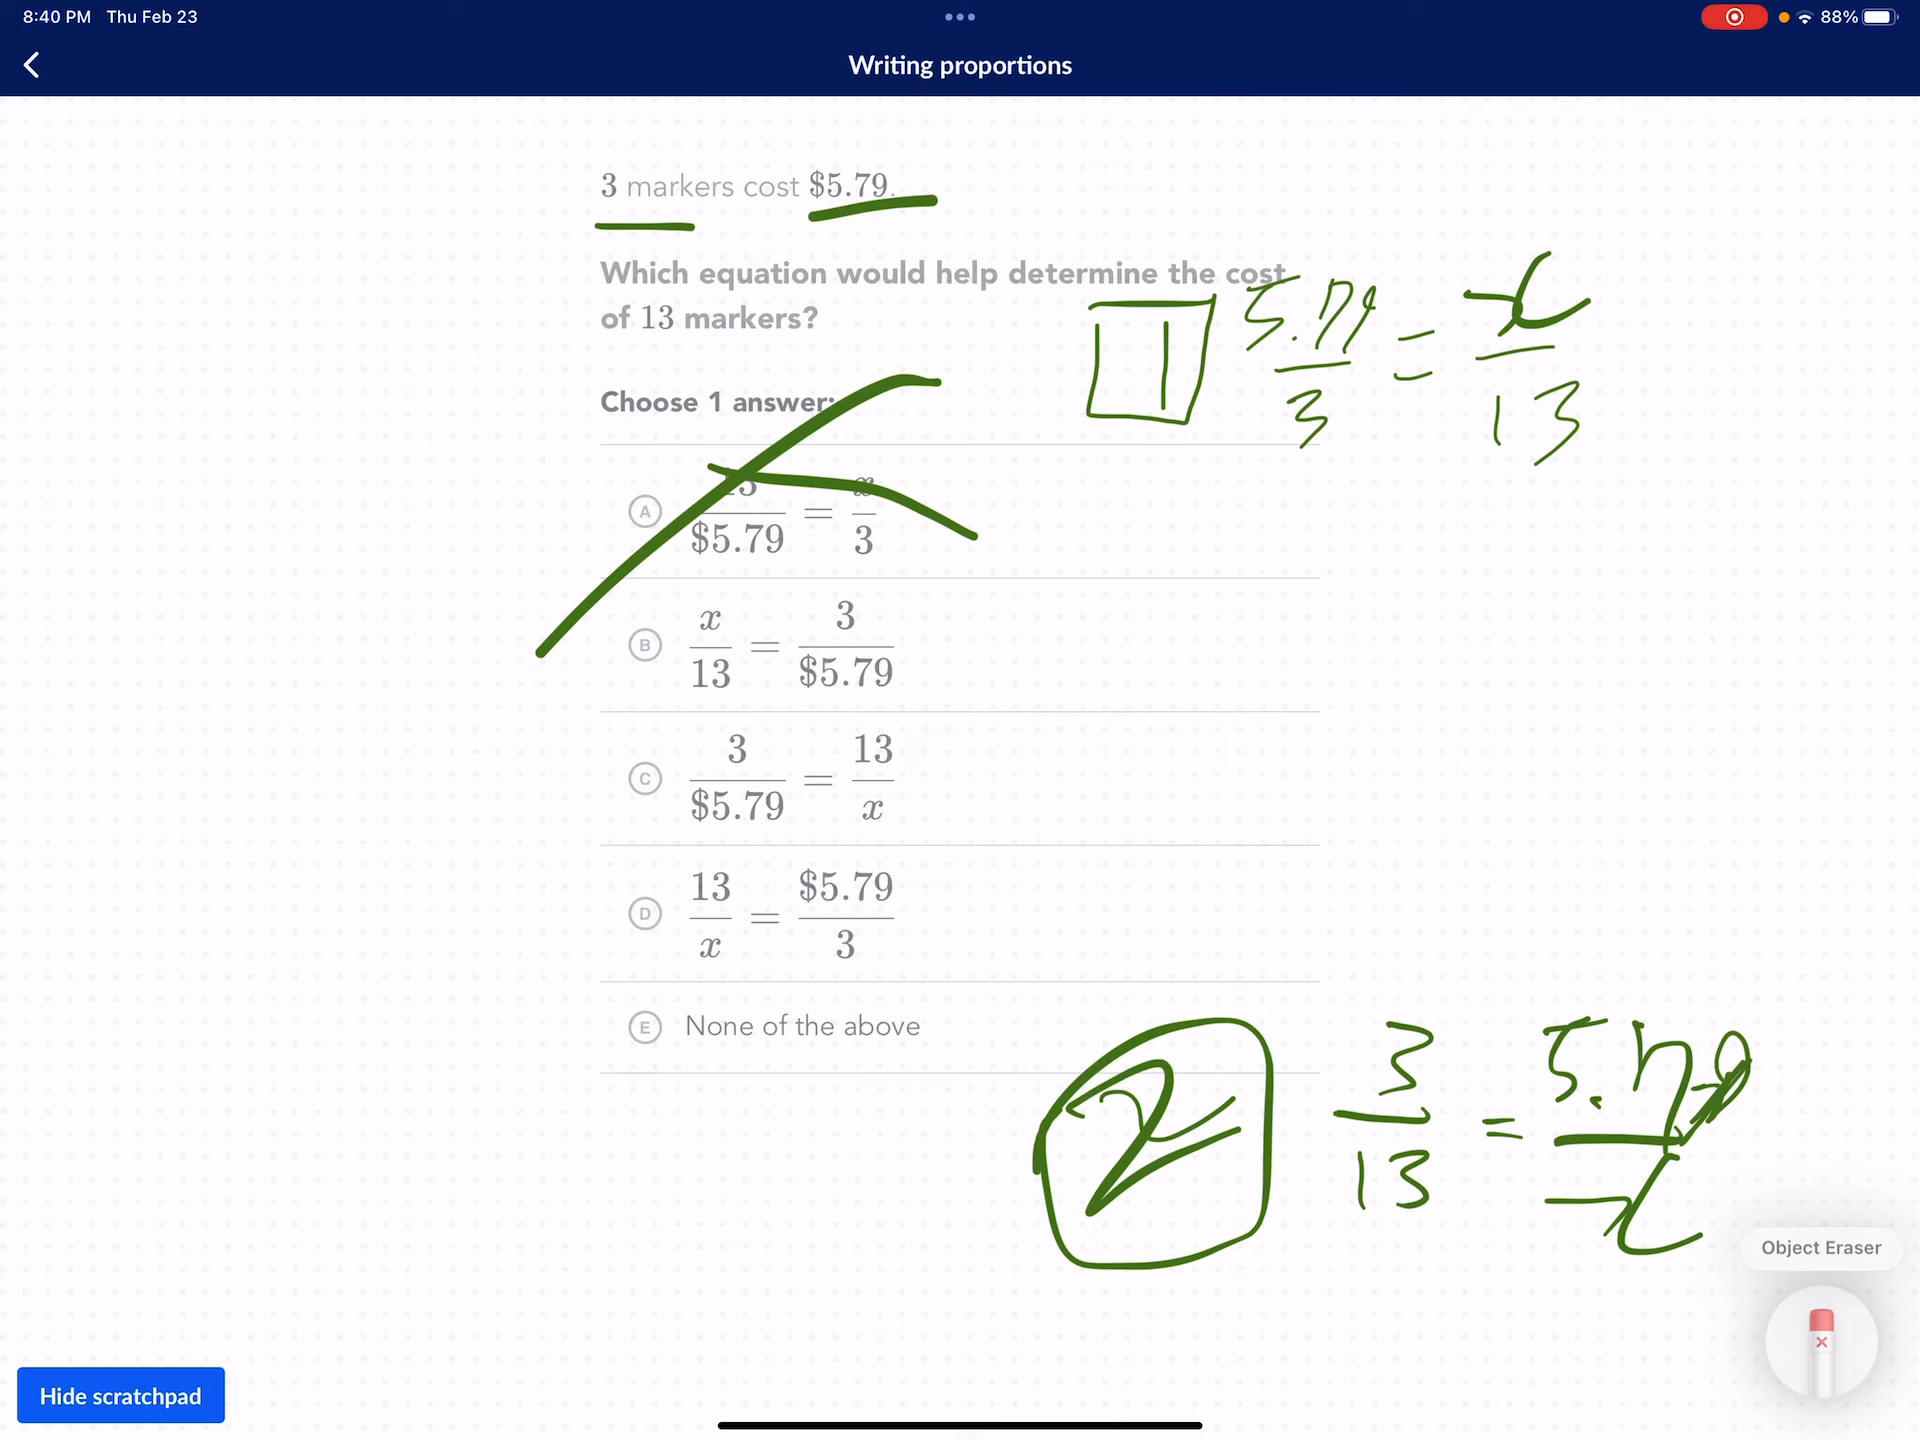 8:40 PM Thu Feb 23
88%
Writing proportions
3 markers cost $5.79.
Which equation would help determine the cost
of 13 markers?
1 5.79/3 = x/13
Choose 1 answer:
A 13/$5.79 = x/3
B x/13 = 3/$5.79
C 3/$5.79 = 13/x
D 13/x = $5.79/3
E None of the above
2 3/13 = 5.79/x
Object Eraser
Hide scratchpad